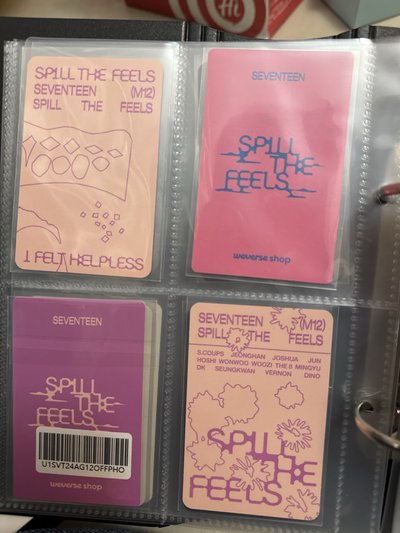 Hi
SPILL THE FEELS
SEVENTEEN (M12)
SPILL THE FEELS
I FELT HELPLESS
SEVENTEEN
SPILL
THE
FEELS
weverse shop
SEVENTEEN
SPILL
THE
FEELS
U1SVT24AG12OFFPHO
weverse shop
SEVENTEEN (M12)
SPILL THE FEELS
S.COUPS JEONGHAN JOSHUA JUN
HOSHI WONWOO WOOZI THE 8 MINGYU
DK SEUNGKWAN VERNON DINO
SPILL
THE
FEELS